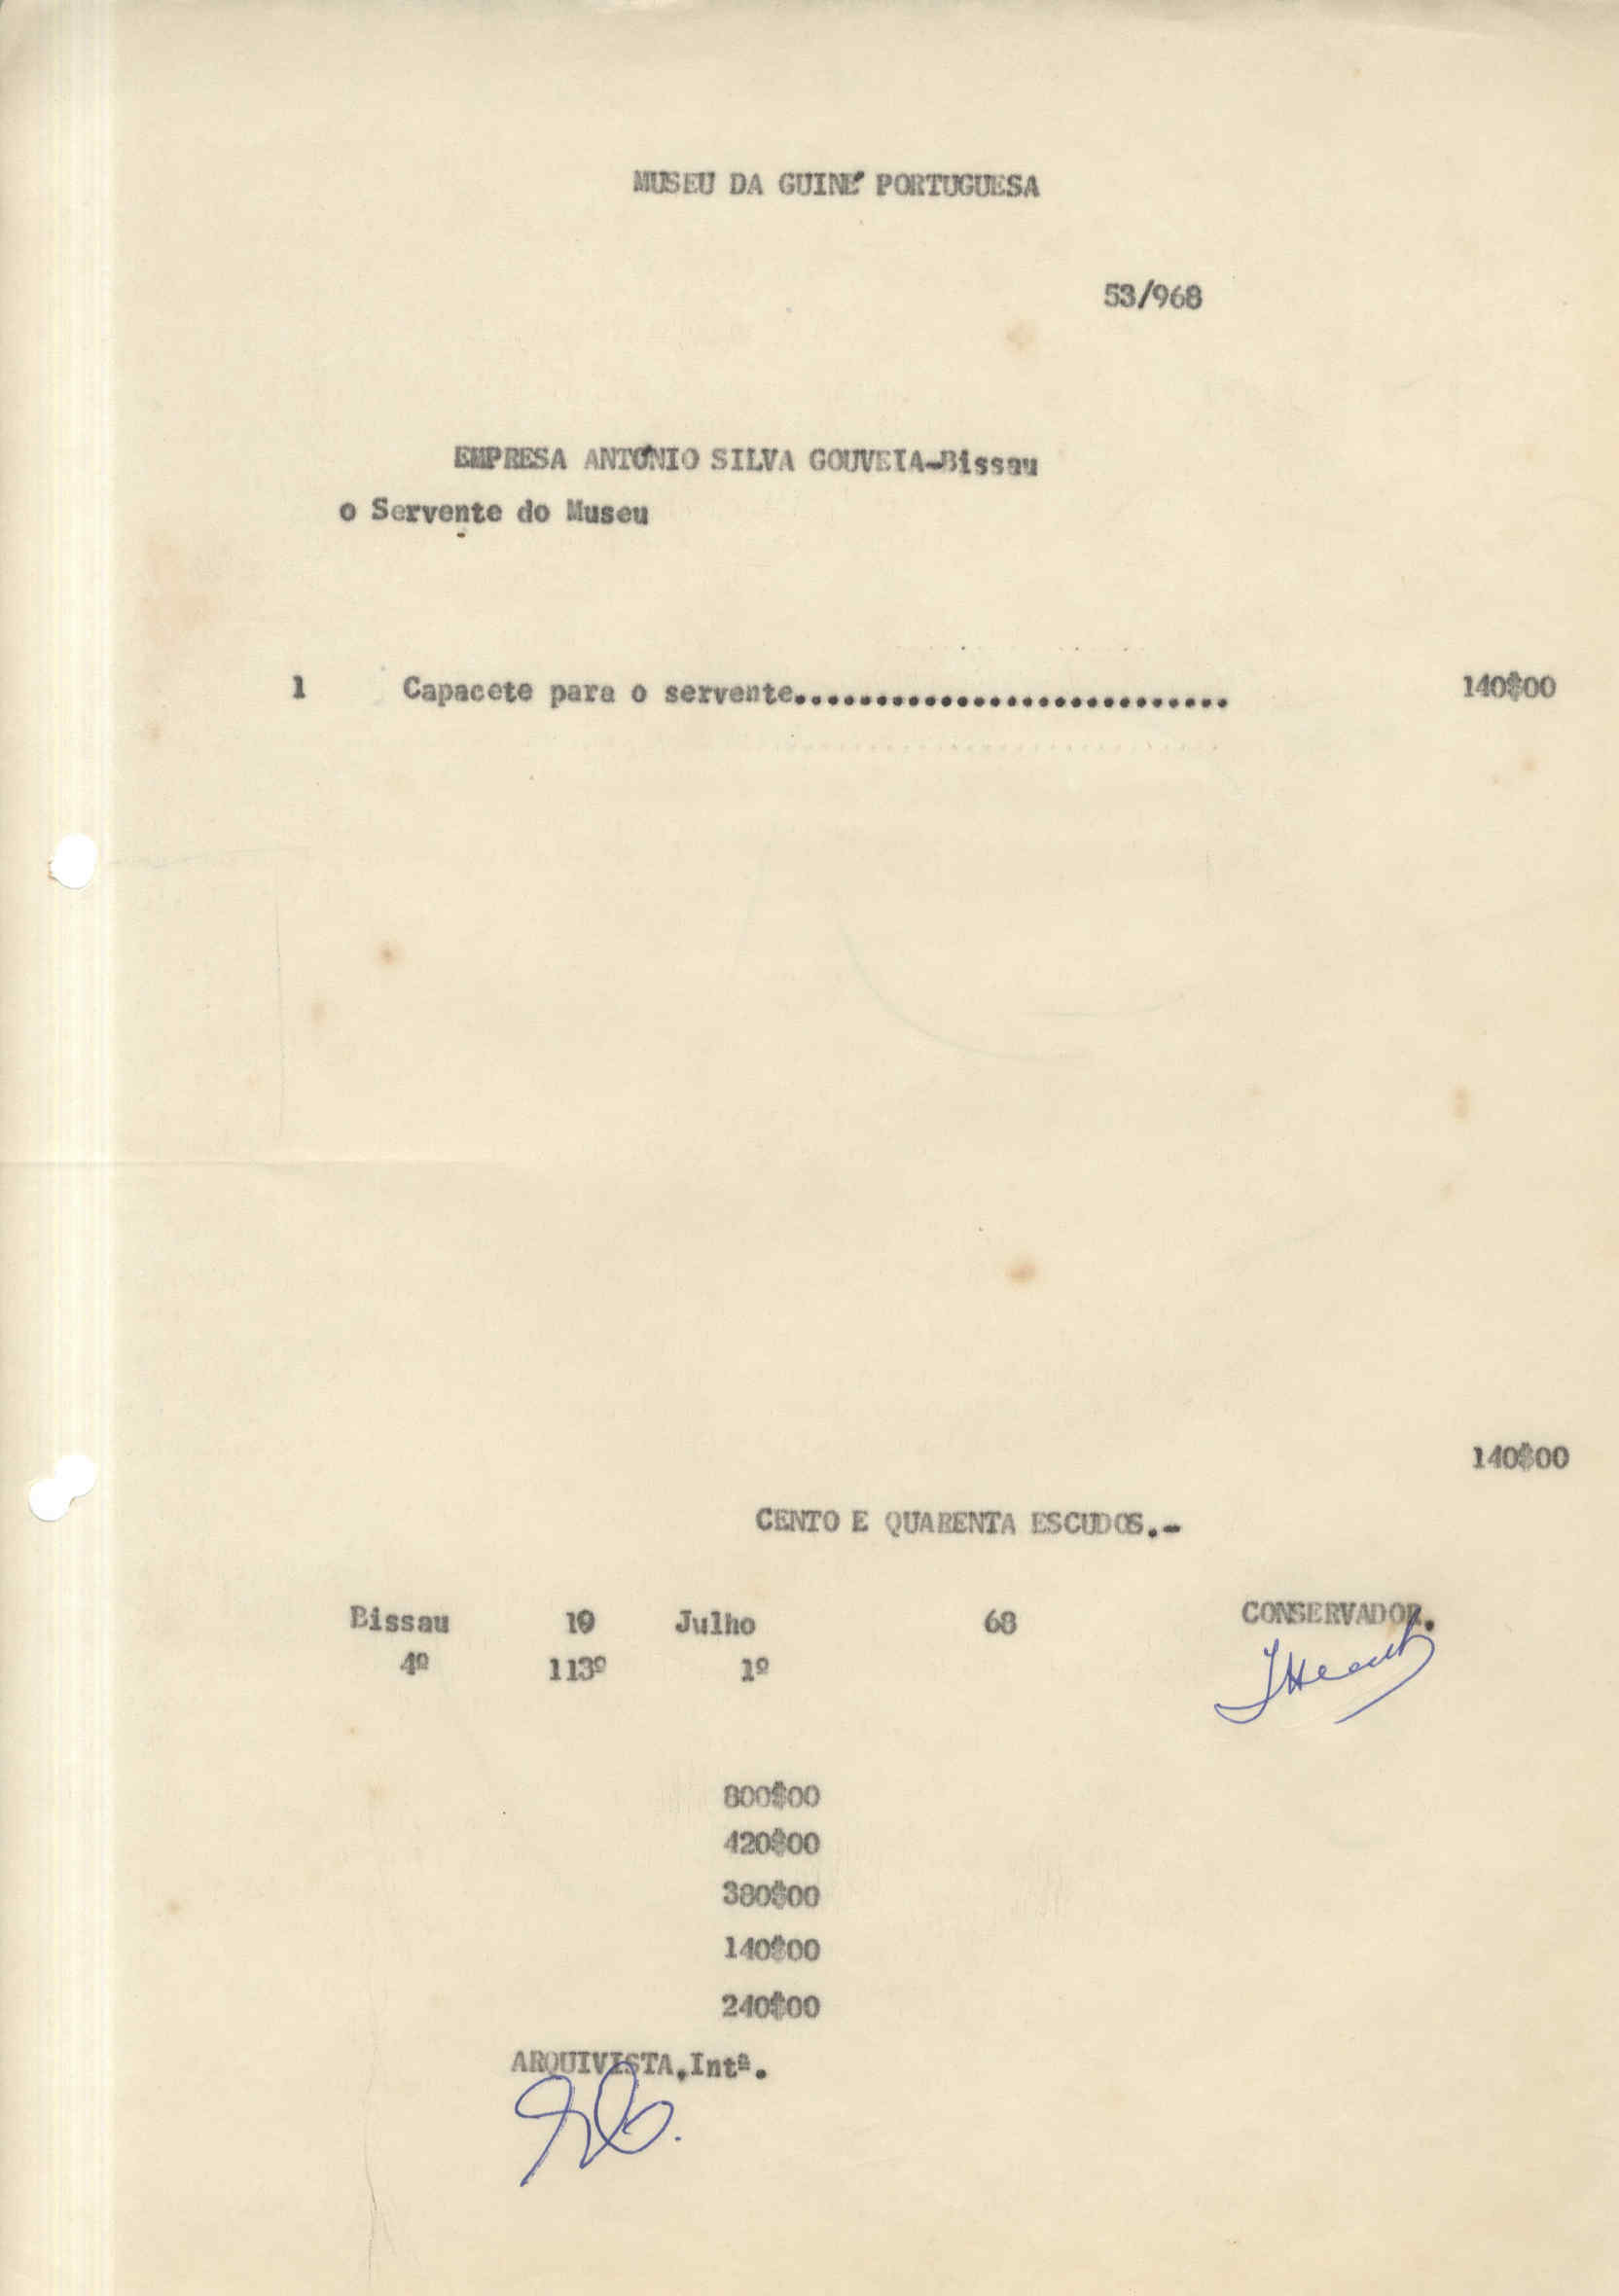 MUSEU DA GUINÉ PORTUGUESA
53/968
EMPRESA ANTÓNIO SILVA GOUVEIA-Bissau
o Servente do Museu
1 Capacete para o servente........................... 140$00
140$00
CENTO E QUARENTA ESCUDOS.-
Bissau 19 Julho 68 CONSERVADOR.
4º 113º 1º
800$00
420$00
380$00
140$00
240$00
ARQUIVISTA,Intª.